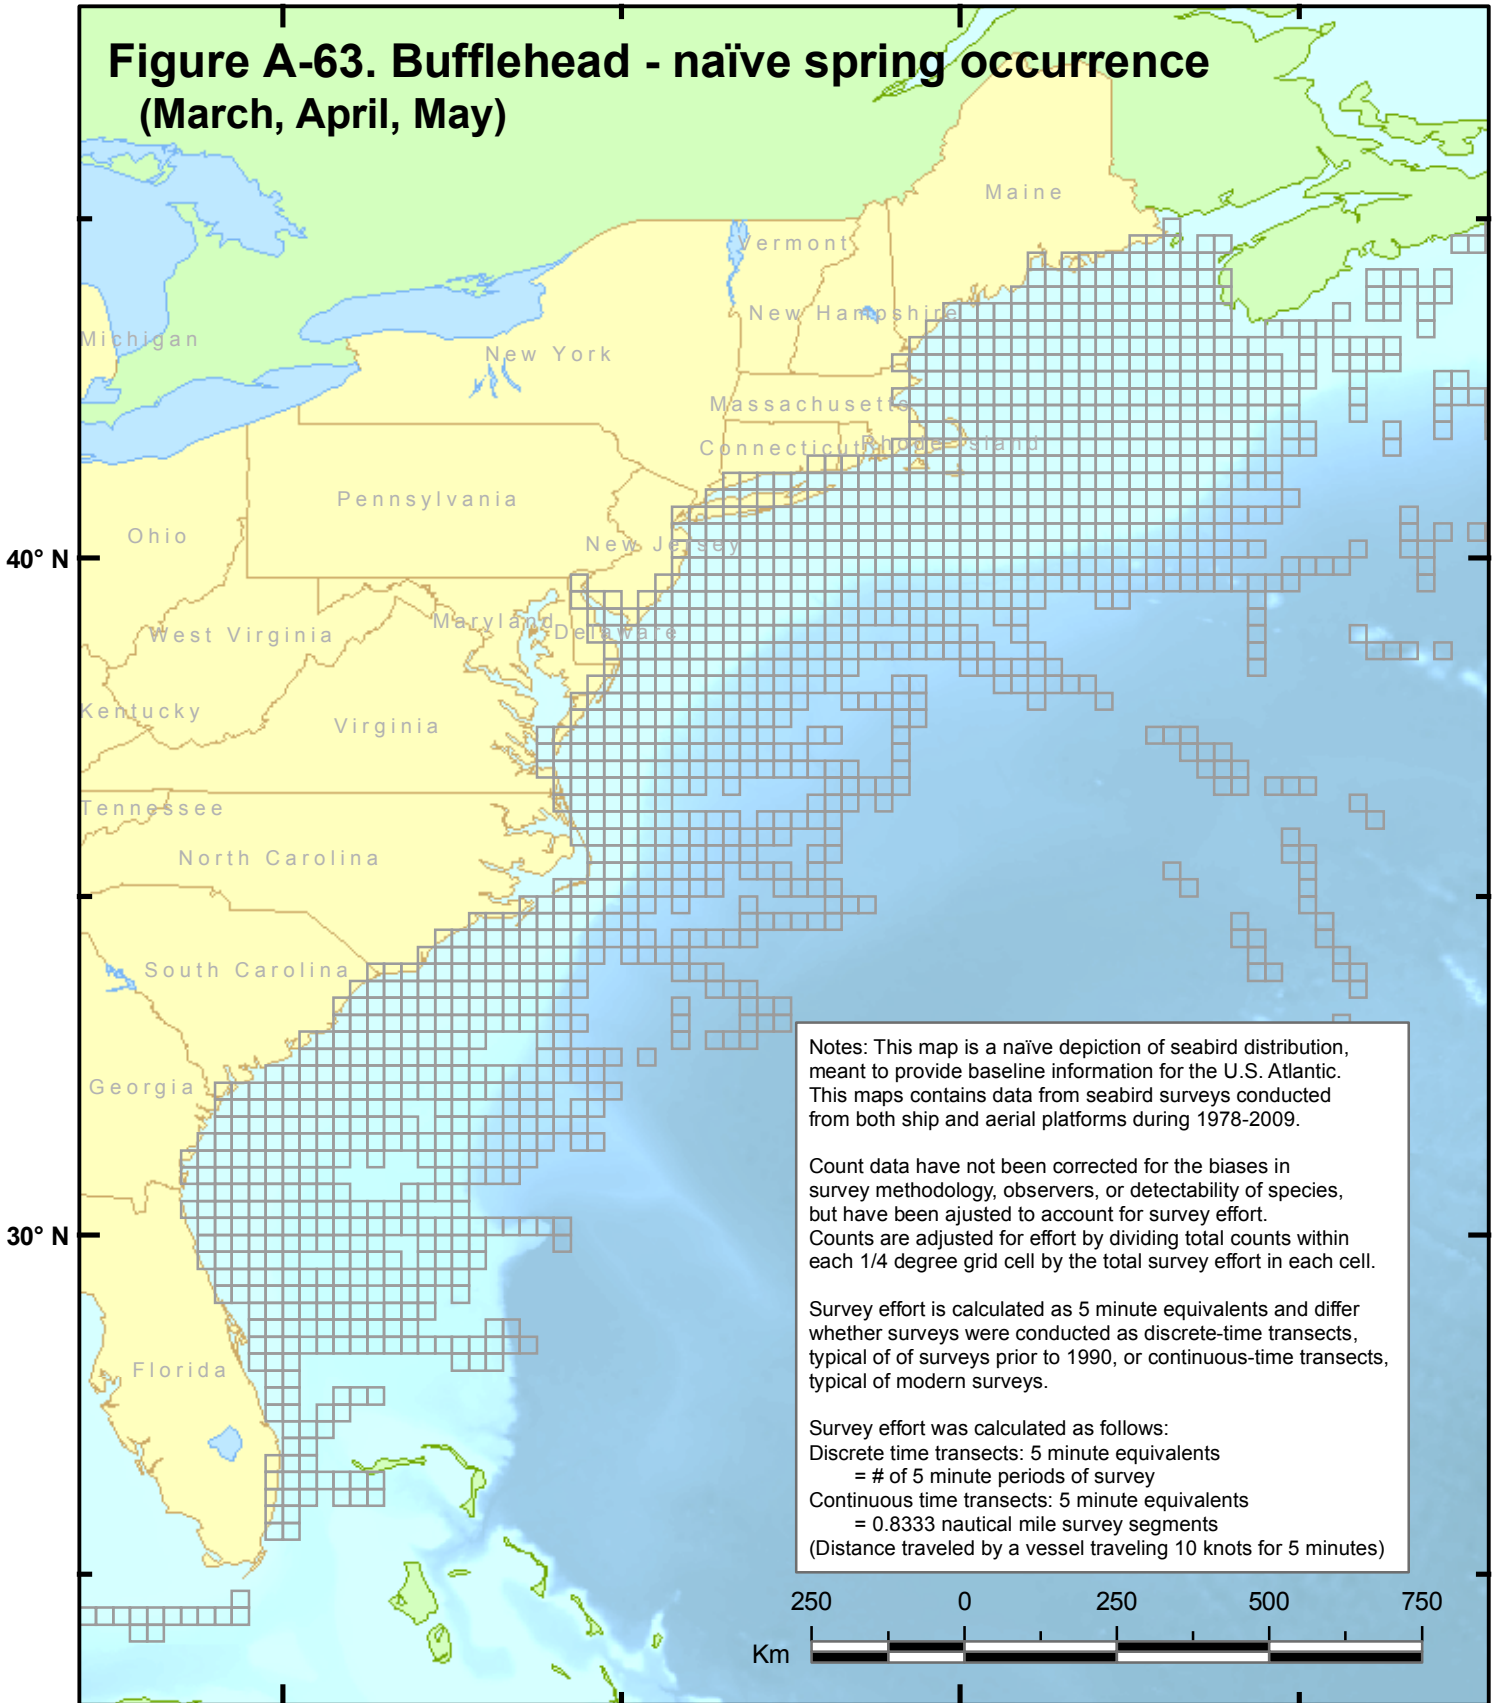 Figure A-63. Bufflehead - naïve spring occurrence
(March, April, May)
Maine
Vermont
New Hampshire
Michigan
New York
Massachusetts
Connecticut
Rhode Island
Pennsylvania
Ohio
New Jersey
40° N
West Virginia
Maryland
Delaware
Kentucky
Virginia
Tennessee
North Carolina
South Carolina
Georgia
30° N
Florida
Notes: This map is a naïve depiction of seabird distribution,
meant to provide baseline information for the U.S. Atlantic.
This maps contains data from seabird surveys conducted
from both ship and aerial platforms during 1978-2009.
Count data have not been corrected for the biases in
survey methodology, observers, or detectability of species,
but have been ajusted to account for survey effort.
Counts are adjusted for effort by dividing total counts within
each 1/4 degree grid cell by the total survey effort in each cell.
Survey effort is calculated as 5 minute equivalents and differ
whether surveys were conducted as discrete-time transects,
typical of of surveys prior to 1990, or continuous-time transects,
typical of modern surveys.
Survey effort was calculated as follows:
Discrete time transects: 5 minute equivalents
= # of 5 minute periods of survey
Continuous time transects: 5 minute equivalents
= 0.8333 nautical mile survey segments
(Distance traveled by a vessel traveling 10 knots for 5 minutes)
250 0 250 500 750
Km